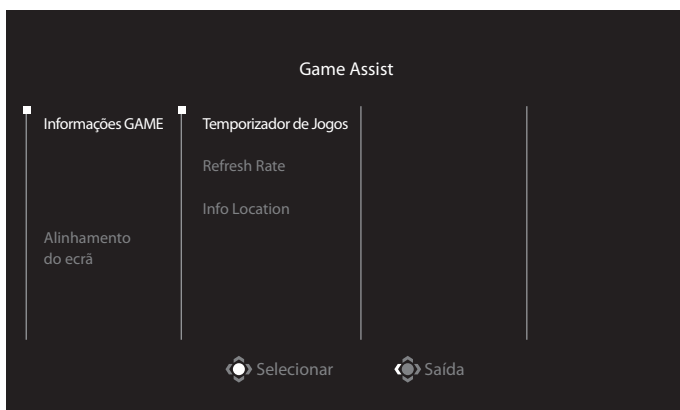 Game Assist
Informações GAME
Temporizador de Jogos
Refresh Rate
Info Location
Alinhamento
do ecrã
Selecionar
Saída